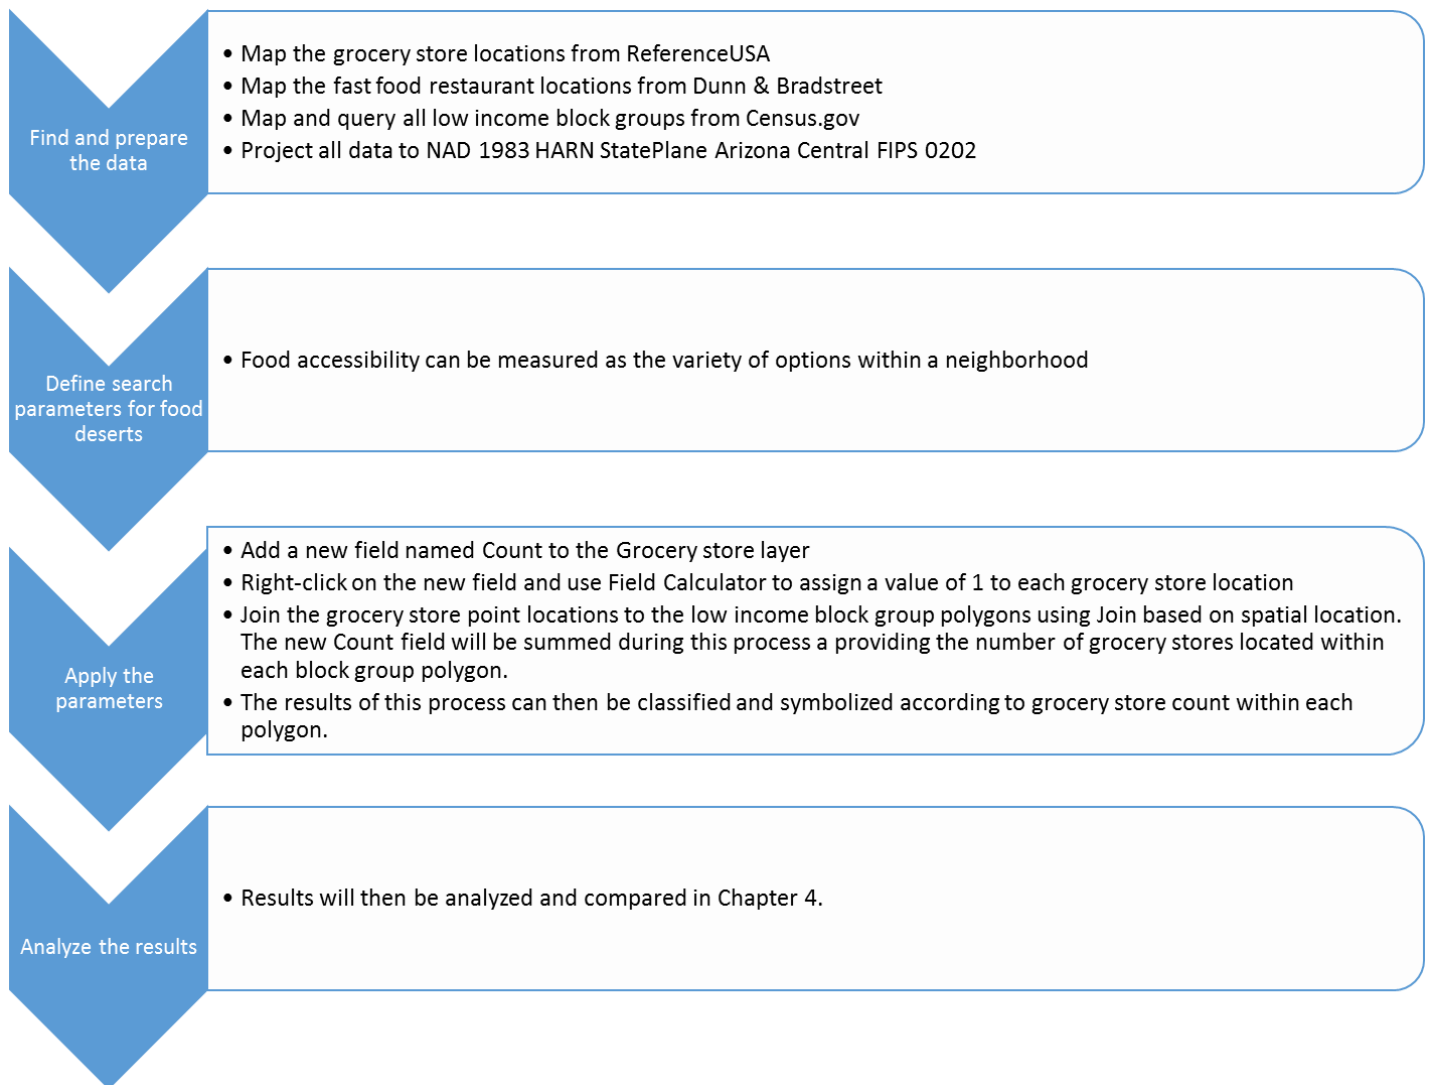 Find and prepare
the data
• Map the grocery store locations from ReferenceUSA
• Map the fast food restaurant locations from Dunn & Bradstreet
• Map and query all low income block groups from Census.gov
• Project all data to NAD 1983 HARN StatePlane Arizona Central FIPS 0202
Define search
parameters for food
deserts
• Food accessibility can be measured as the variety of options within a neighborhood
Apply the
parameters
• Add a new field named Count to the Grocery store layer
• Right-click on the new field and use Field Calculator to assign a value of 1 to each grocery store location
• Join the grocery store point locations to the low income block group polygons using Join based on spatial location.
The new Count field will be summed during this process a providing the number of grocery stores located within
each block group polygon.
• The results of this process can then be classified and symbolized according to grocery store count within each
polygon.
Analyze the results
• Results will then be analyzed and compared in Chapter 4.